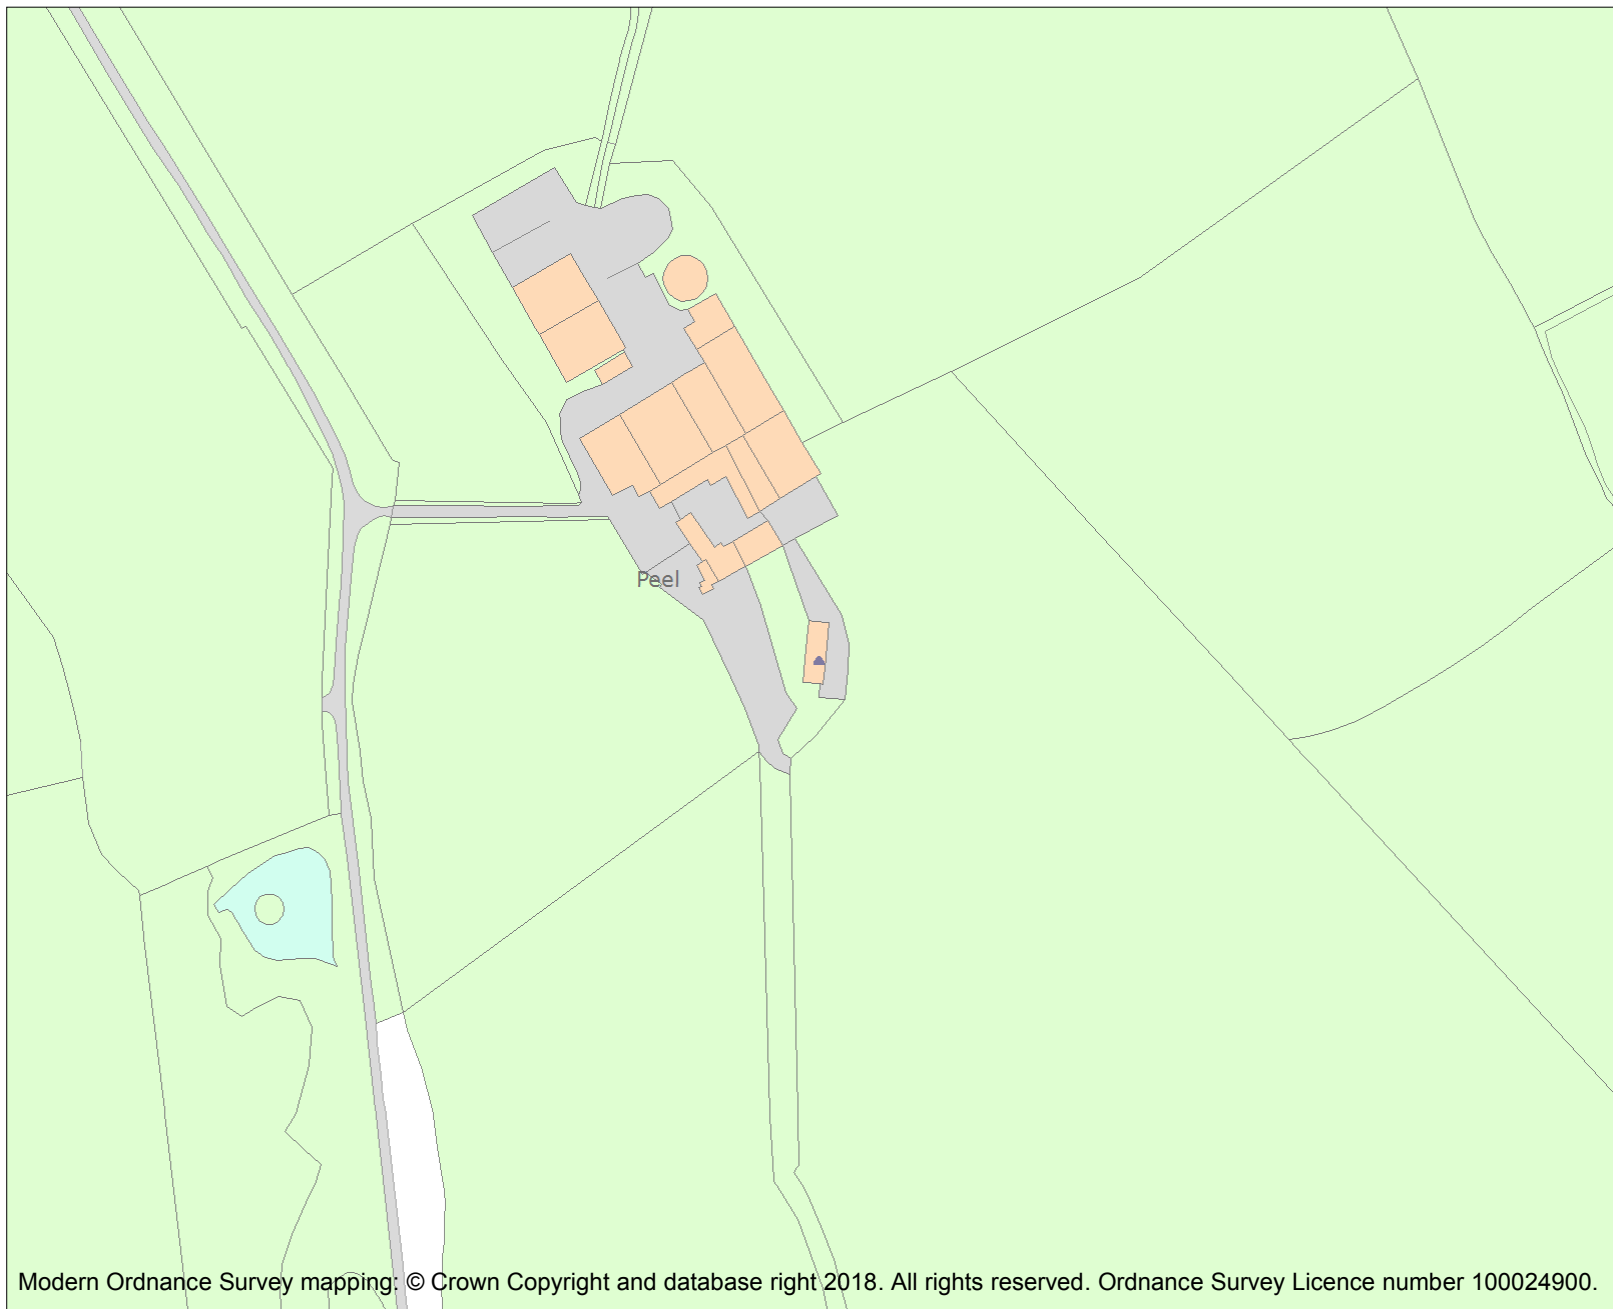 Peel
Modern Ordnance Survey mapping: © Crown Copyright and database right 2018. All rights reserved. Ordnance Survey Licence number 100024900.